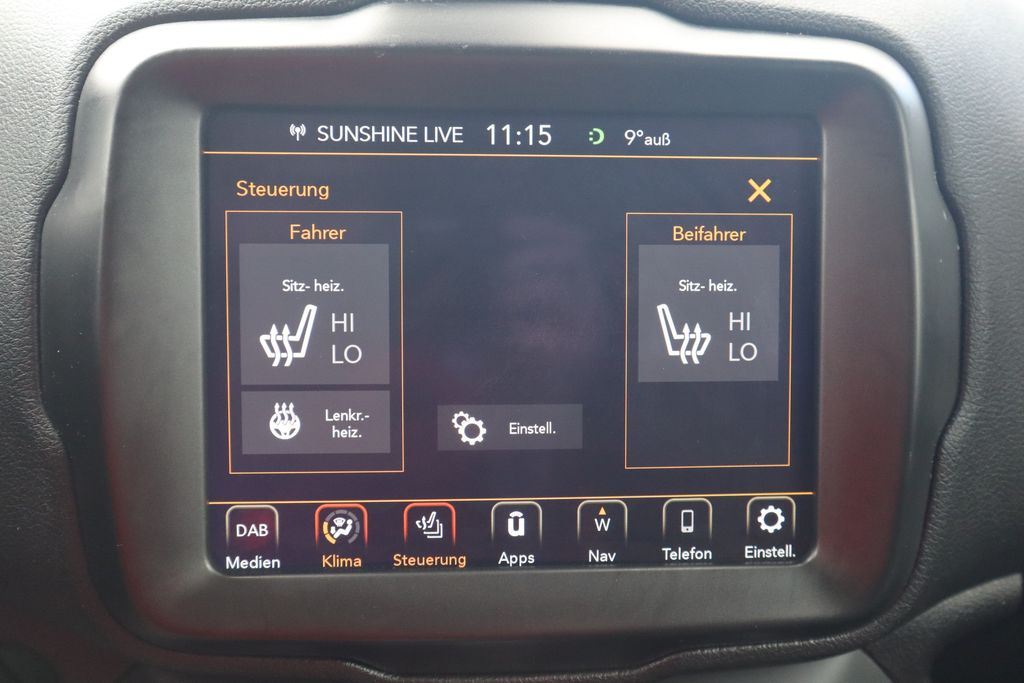 SUNSHINE LIVE 11:15 9°auß
Steuerung
Fahrer
Sitz- heiz.
HI
LO
Lenkr.-
heiz.
Einstell.
Beifahrer
Sitz- heiz.
HI
LO
DAB
Medien
Klima
Steuerung
ū
Apps
W
Nav
Telefon
Einstell.